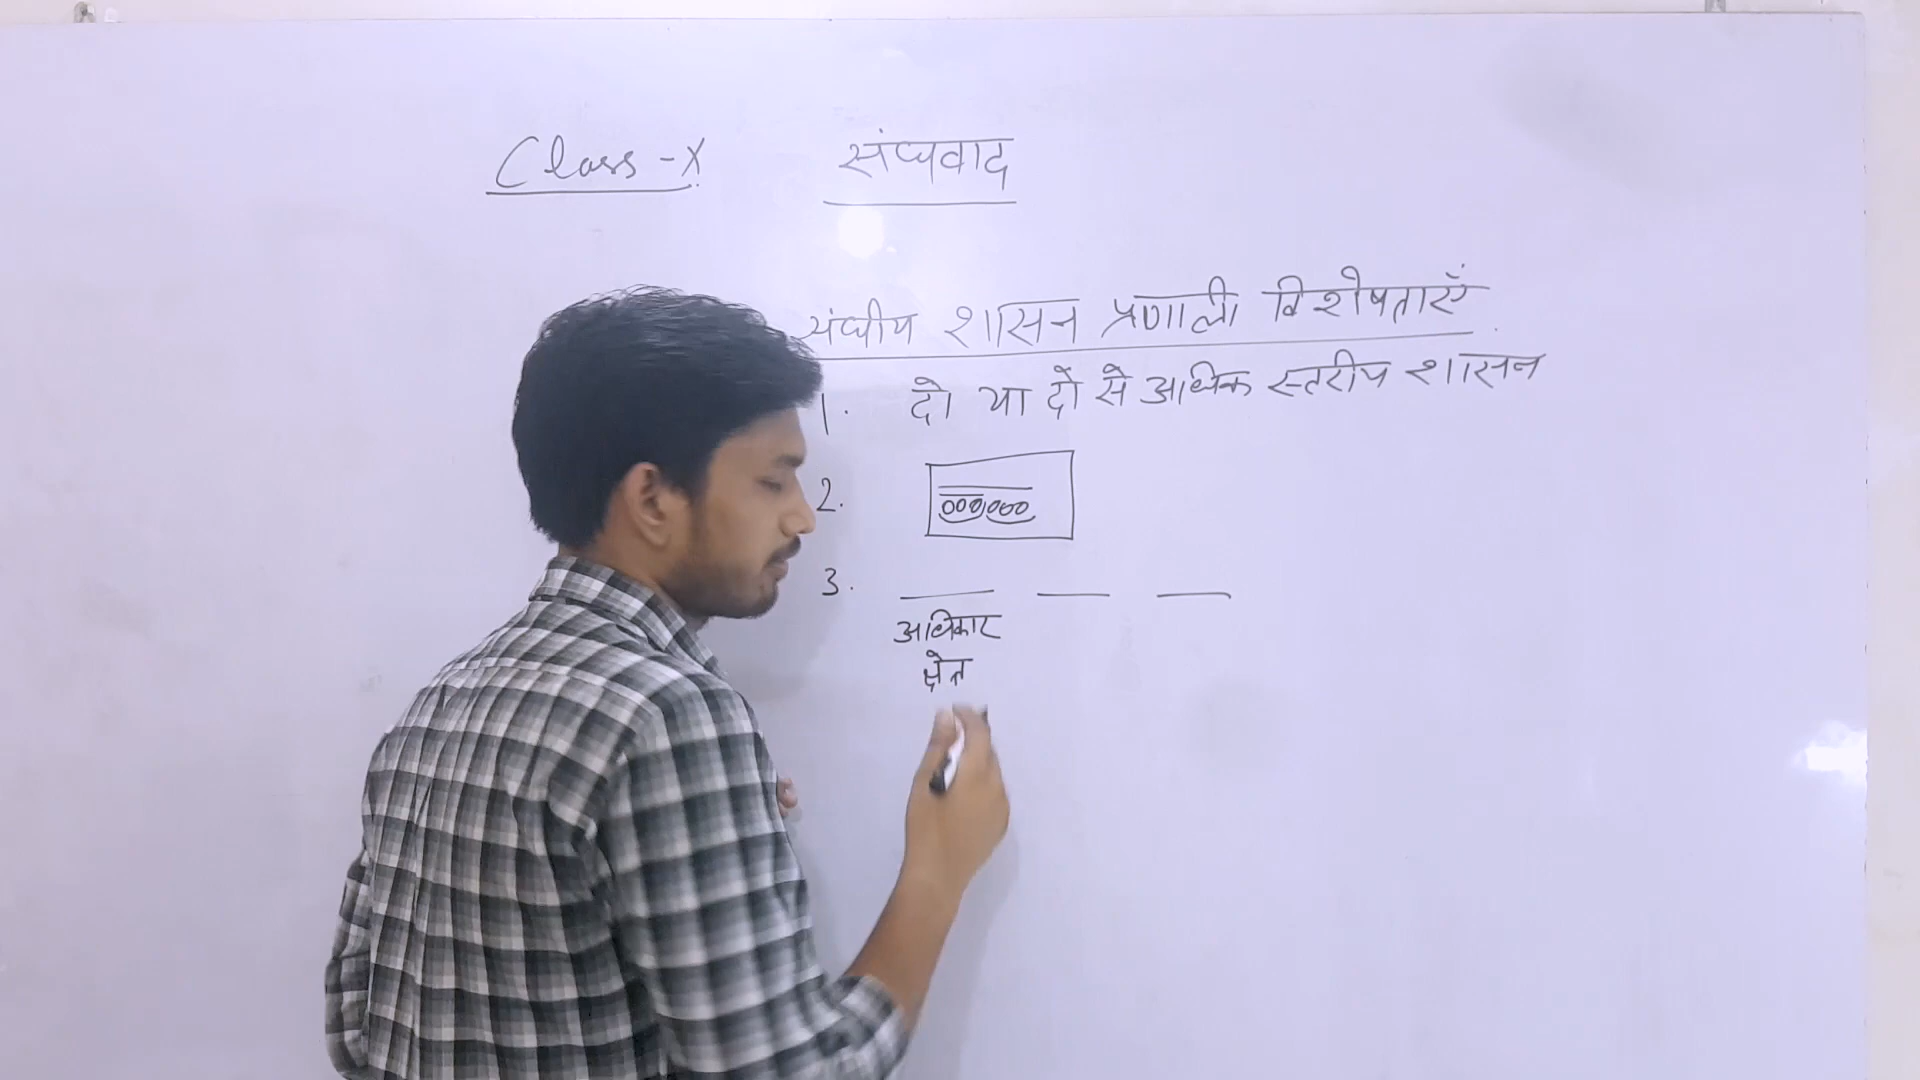 Class -X
संघवाद
संघीय शासन प्रणाली विशेषताएँ
1. दो या दो से अधिक स्तरीय शासन
2.
3.
अधिकार
क्षेत्र